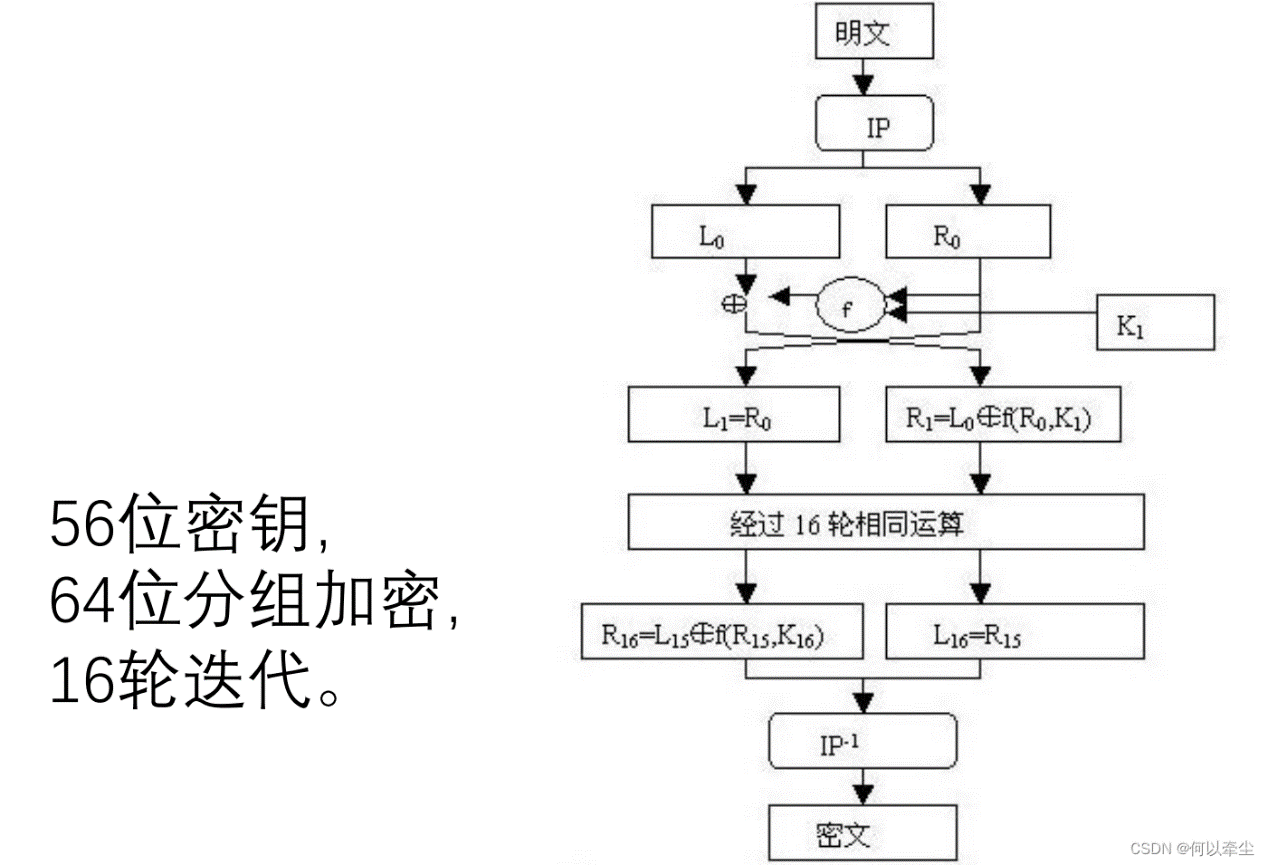 明文
IP
L₀
R₀
⊕
f
K₁
L₁=R₀
R₁=L₀⊕f(R₀,K₁)
56位密钥,
64位分组加密,
16轮迭代。
经过 16 轮相同运算
R₁₆=L₁₅⊕f(R₁₅,K₁₆)
L₁₆=R₁₅
IP⁻¹
密文
CSDN @何以牵尘